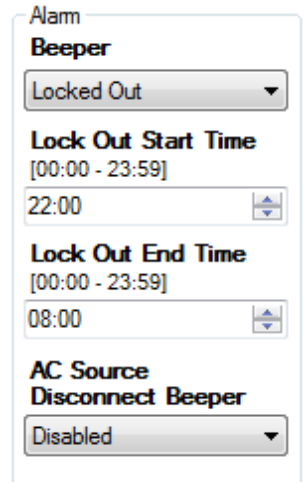 Alarm
Beeper
Locked Out
Lock Out Start Time
[00:00 - 23:59]
22:00
Lock Out End Time
[00:00 - 23:59]
08:00
AC Source
Disconnect Beeper
Disabled